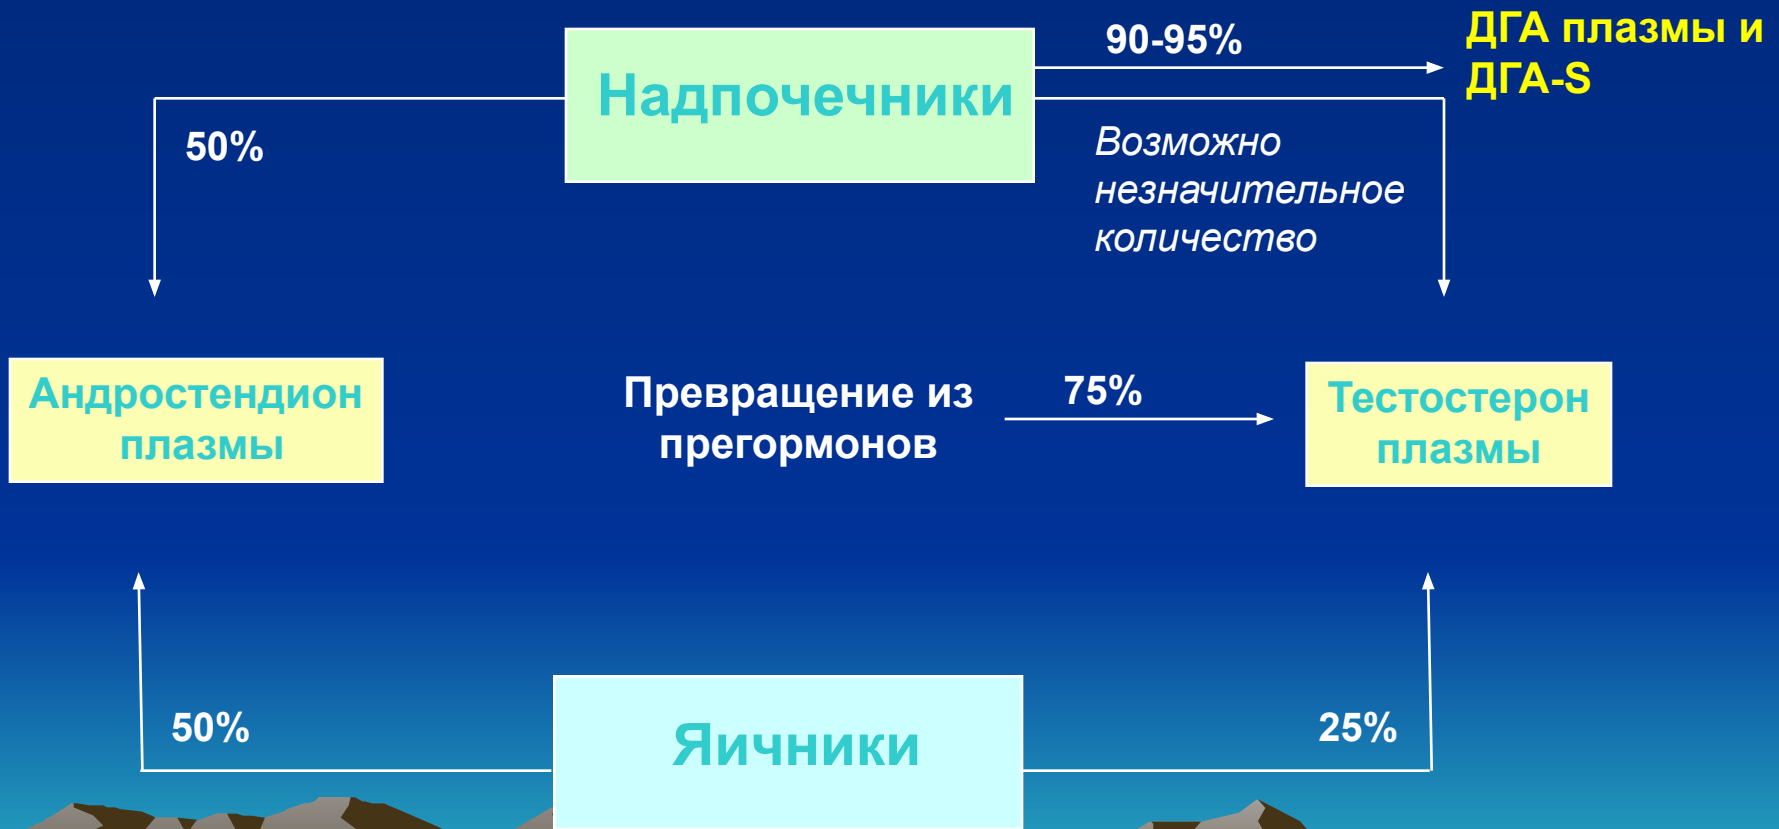 90-95%
ДГА плазмы и
ДГА-S
Надпочечники
50%
Возможно
незначительное
количество
Андростендион
плазмы
Превращение из
прегормонов
75%
Тестостерон
плазмы
50%
Яичники
25%